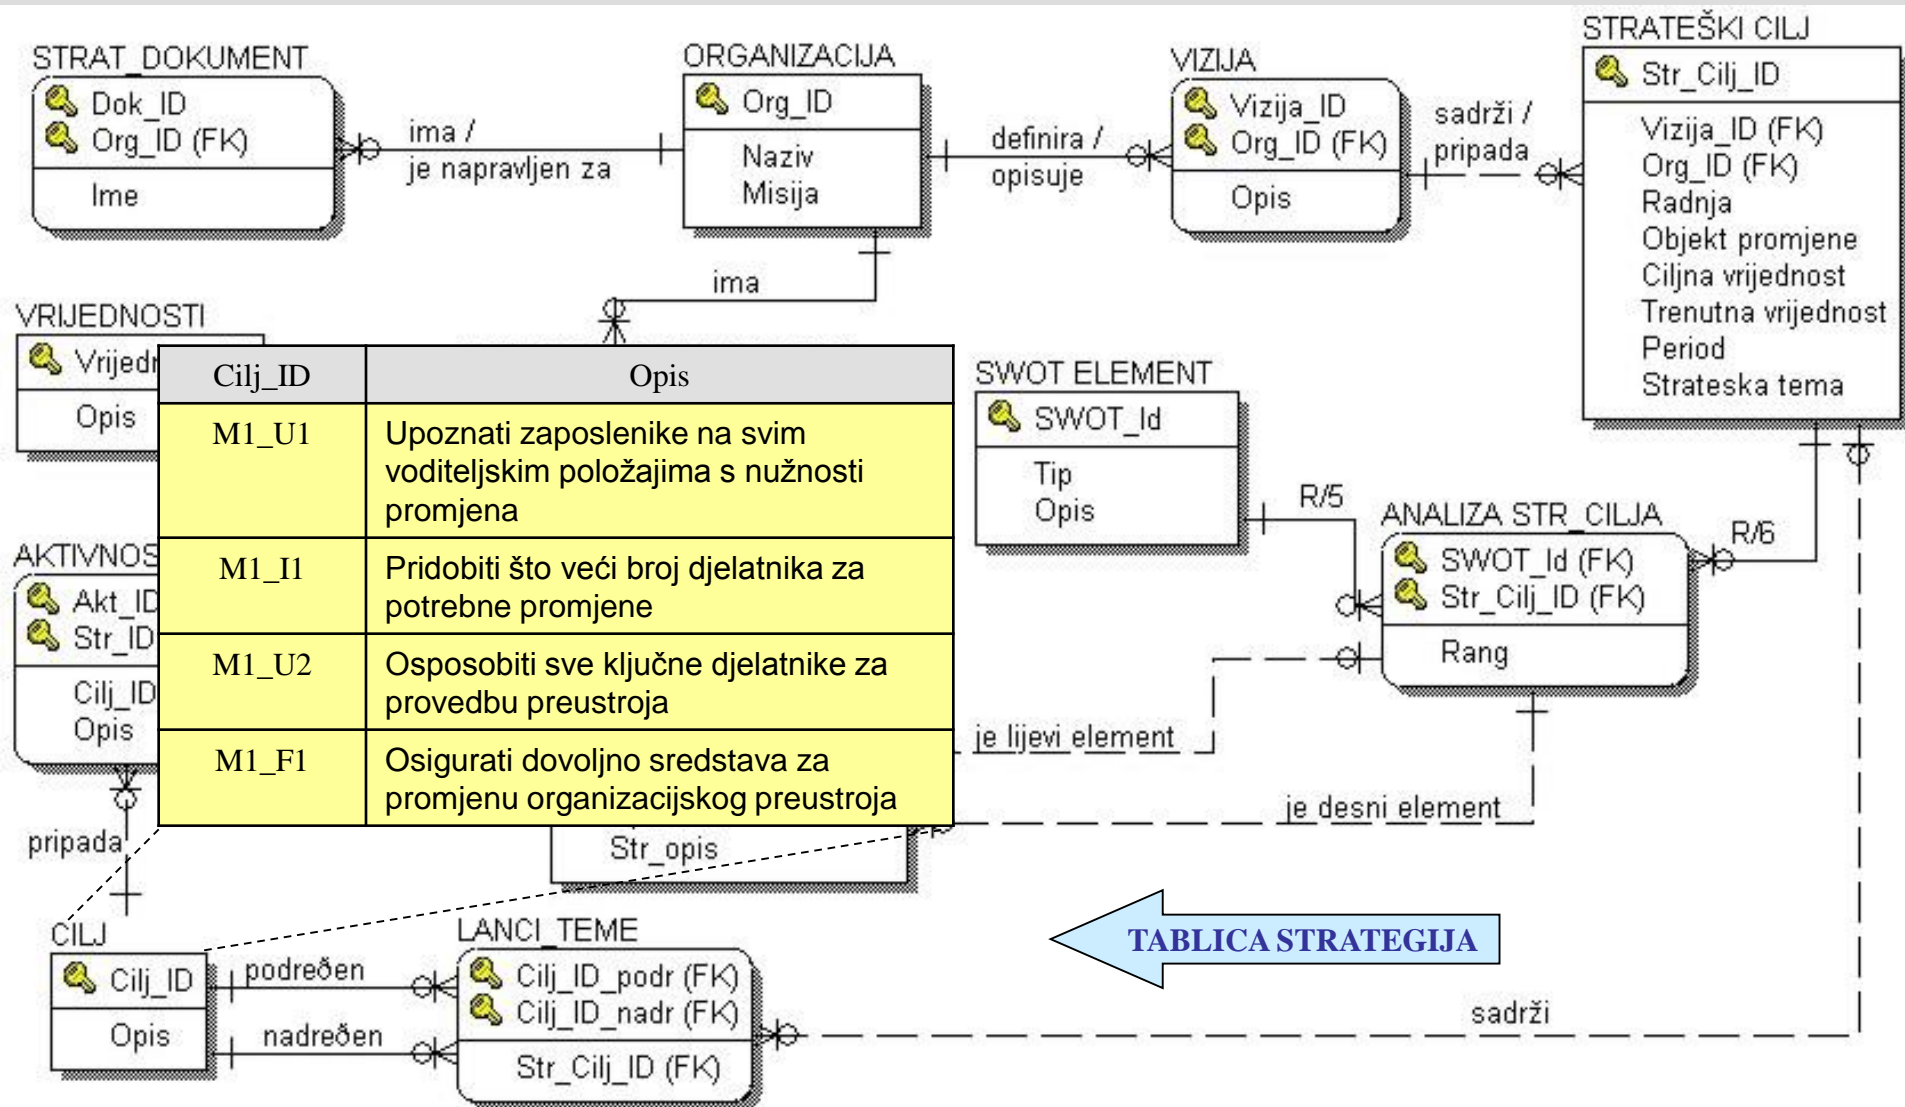 STRAT_DOKUMENT
Dok_ID
Org_ID (FK)
Ime
ima /
je napravljen za
ORGANIZACIJA
Org_ID
Naziv
Misija
definira /
opisuje
VIZIJA
Vizija_ID
Org_ID (FK)
Opis
sadrži /
pripada
STRATEŠKI CILJ
Str_Cilj_ID
Vizija_ID (FK)
Org_ID (FK)
Radnja
Objekt promjene
Ciljna vrijednost
Trenutna vrijednost
Period
Strateska tema
ima
VRIJEDNOSTI
Opis
Cilj_ID Opis
M1_U1 Upoznati zaposlenike na svim
voditeljskim položajima s nužnosti
promjena
M1_I1 Pridobiti što veći broj djelatnika za
potrebne promjene
M1_U2 Osposobiti sve ključne djelatnike za
provedbu preustroja
M1_F1 Osigurati dovoljno sredstava za
promjenu organizacijskog preustroja
SWOT ELEMENT
SWOT_Id
Tip
Opis
R/5
ANALIZA STR_CILJA
SWOT_Id (FK)
Str_Cilj_ID (FK)
Rang
R/6
AKTIVNOS
Akt_ID
Str_ID
Cilj_ID
Opis
je lijevi element
je desni element
pripada
Str_opis
CILJ
Cilj_ID
Opis
podreðen
nadreðen
LANCI_TEME
Cilj_ID_podr (FK)
Cilj_ID_nadr (FK)
Str_Cilj_ID (FK)
TABLICA STRATEGIJA
sadrži